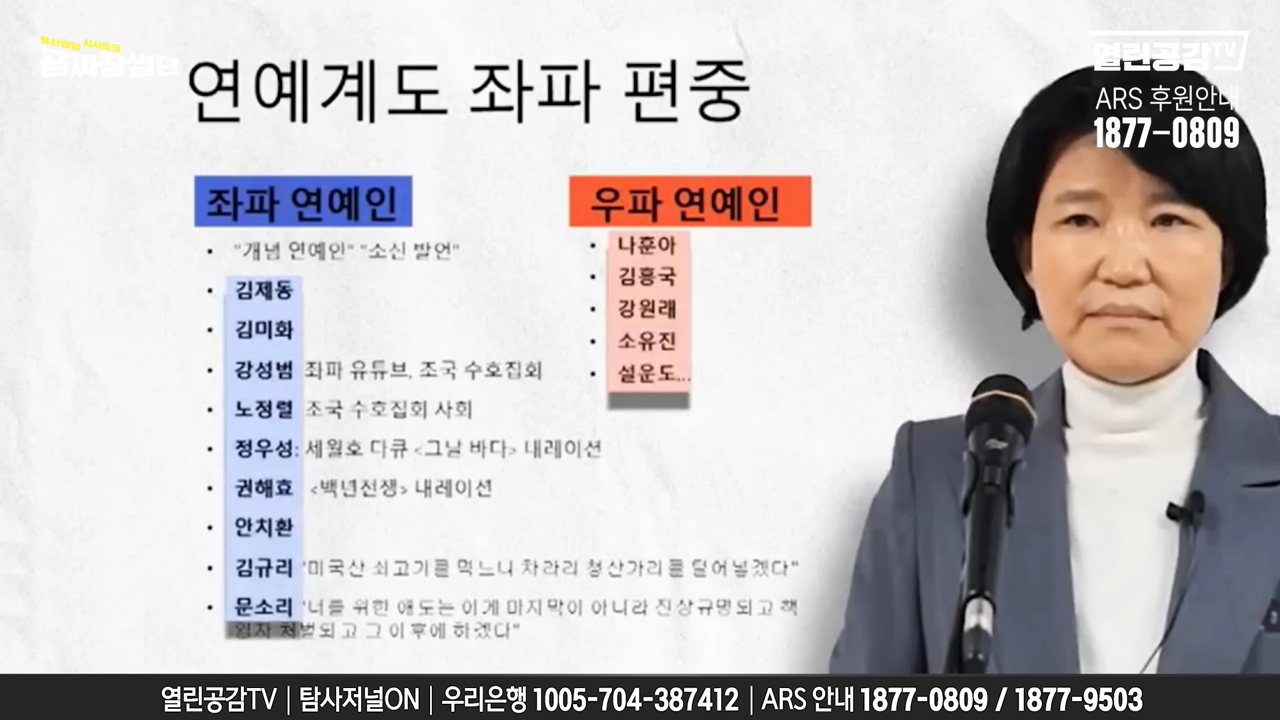 열린공감TV
ARS 후원안내
1877-0809
연예계도 좌파 편중
좌파 연예인
• "개념 연예인" "소신 발언"
• 김제동
• 김미화
• 강성범 좌파 유튜브, 조국 수호집회
• 노정렬 조국 수호집회 사회
• 정우성: 세월호 다큐 <그날 바다> 내레이션
• 권해효 <백년전쟁> 내레이션
• 안치환
• 김규리 "미국산 쇠고기를 먹느니 차라리 청산가리를 털어넣겠다"
• 문소리 "너를 위한 애도는 이게 마지막이 아니라 진상규명되고 책
임자 처벌되고 그 이후에 하겠다"
우파 연예인
• 나훈아
• 김흥국
• 강원래
• 소유진
• 설운도...
열린공감TV | 탐사저널ON | 우리은행 1005-704-387412 | ARS 안내 1877-0809 / 1877-9503